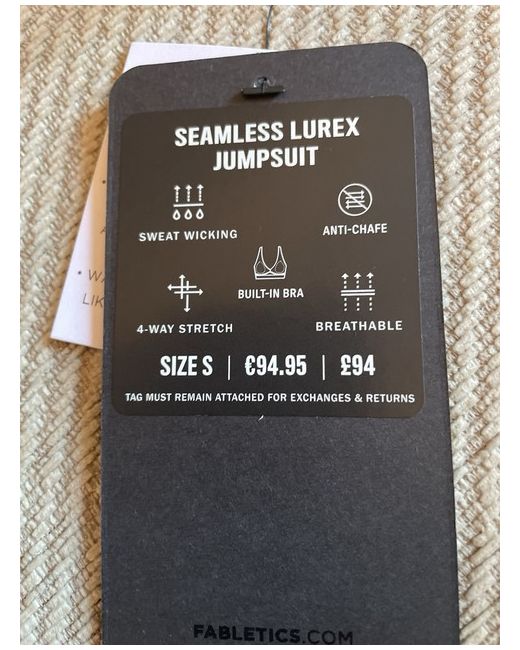 SEAMLESS LUREX
JUMPSUIT
SWEAT WICKING
ANTI-CHAFE
BUILT-IN BRA
4-WAY STRETCH
BREATHABLE
SIZE S | €94.95 | £94
TAG MUST REMAIN ATTACHED FOR EXCHANGES & RETURNS
FABLETICS.COM